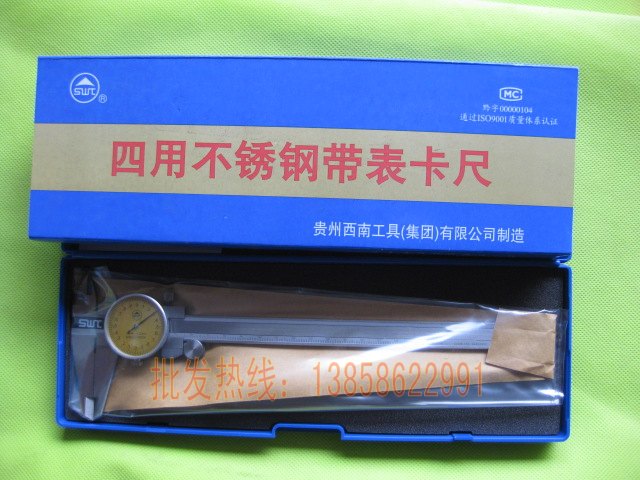 SWT
®
MC
黔字00000104
通过ISO9001质量体系认证
四用不锈钢带表卡尺
贵州西南工具(集团)有限公司制造
SWT
批发热线：13858622991